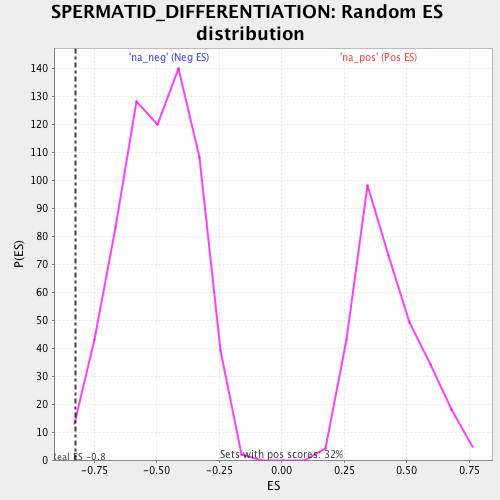 SPERMATID_DIFFERENTIATION: Random ES
distribution
'na_neg' (Neg ES)
'na_pos' (Pos ES)
140
130
120
110
100
90
80
70
60
50
40
30
20
10
0
P(ES)
Real ES −0.8
Sets with pos scores: 32%
−0.75
−0.50
−0.25
0.00
0.25
0.50
0.75
ES